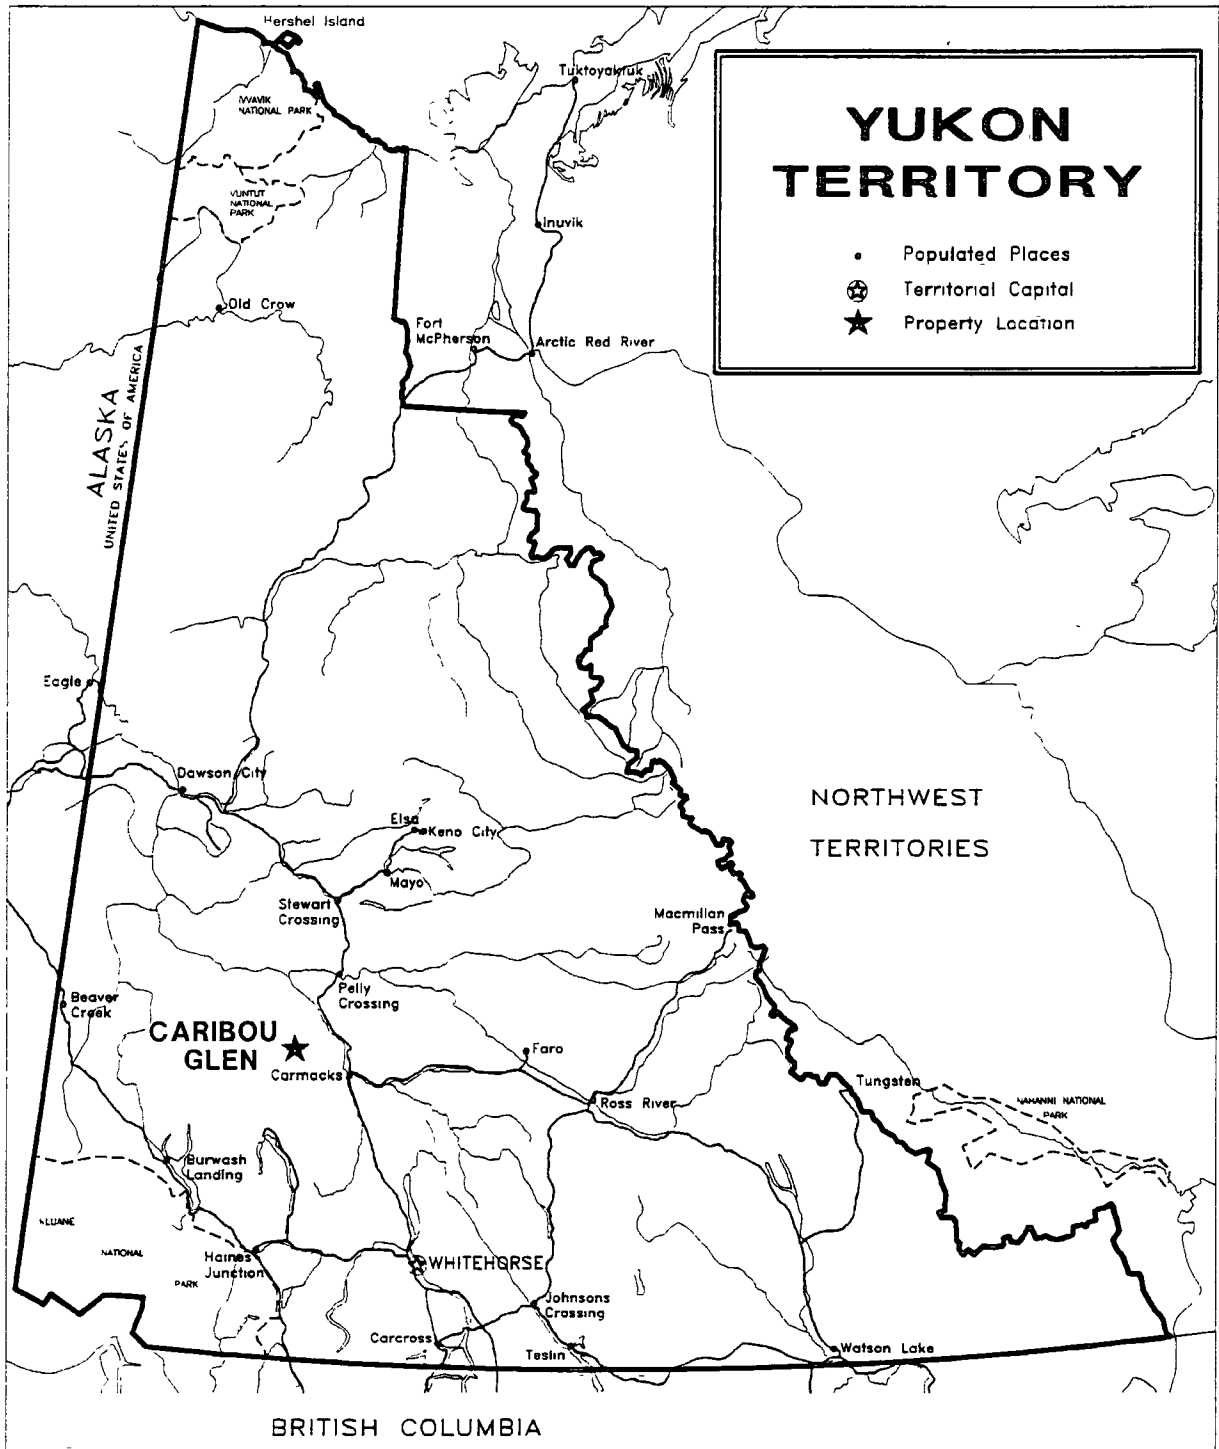 Hershel Island
Tuktoyaktuk
YUKON
TERRITORY
Populated Places
Territorial Capital
Property Location
IVVAVIK
NATIONAL PARK
VUNTUT
NATIONAL
PARK
Inuvik
Old Crow
Fort
McPherson
Arctic Red River
ALASKA
UNITED STATES OF AMERICA
Eagle
Dawson City
Elsa
Keno City
Mayo
Stewart
Crossing
NORTHWEST
TERRITORIES
Macmillan
Pass
Pelly
Crossing
Beaver
Creek
CARIBOU
GLEN
Carmacks
Faro
Ross River
Tungsten
NAHANNI NATIONAL
PARK
Burwash
Landing
KLUANE
NATIONAL
PARK
Haines
Junction
WHITEHORSE
Johnsons
Crossing
Carcross
Teslin
Watson Lake
BRITISH COLUMBIA